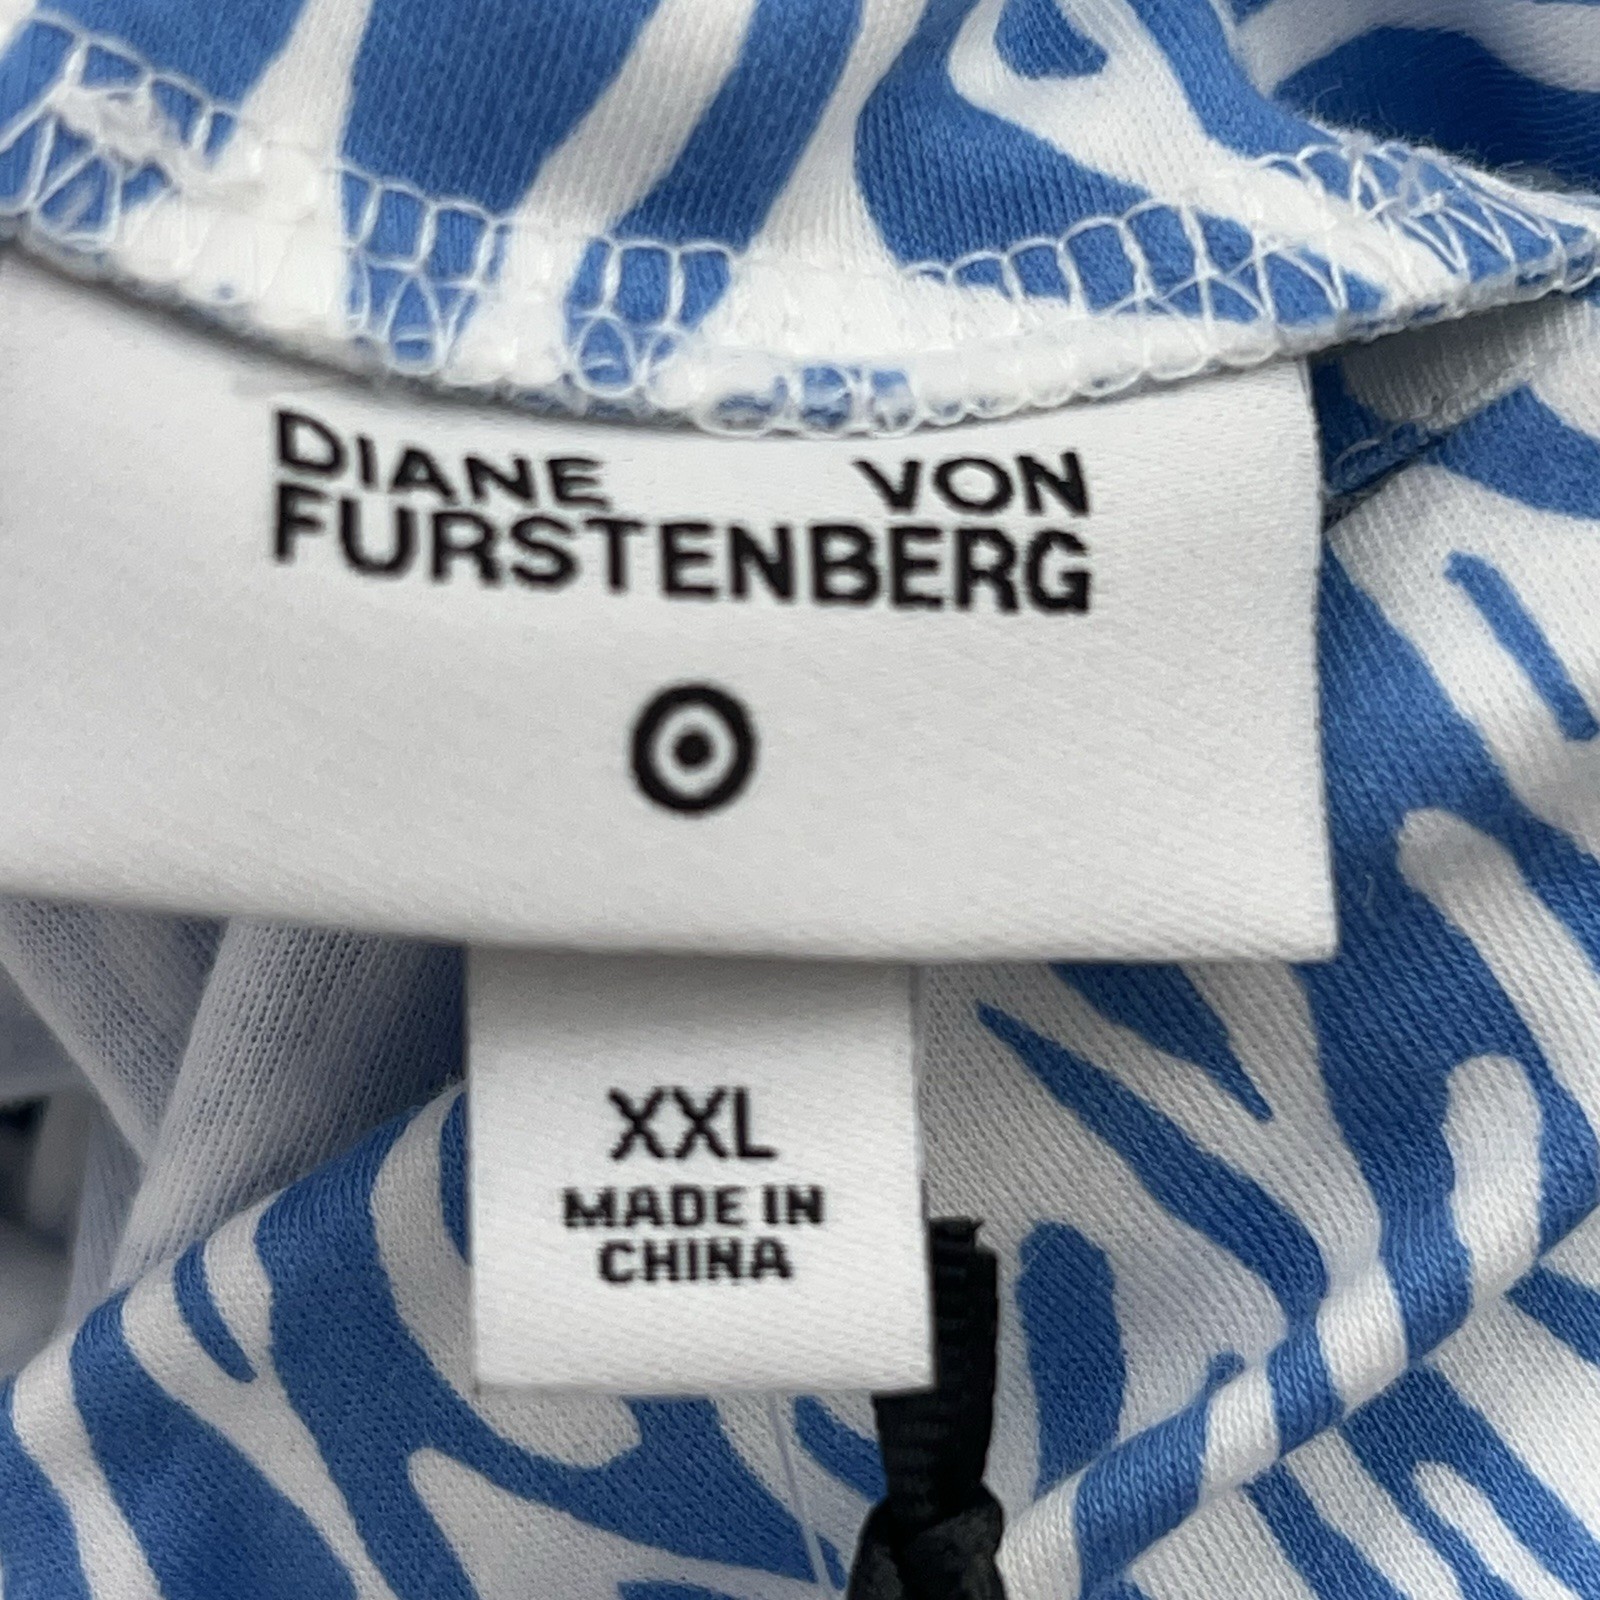 DIANE VON
FURSTENBERG
XXL
MADE IN
CHINA